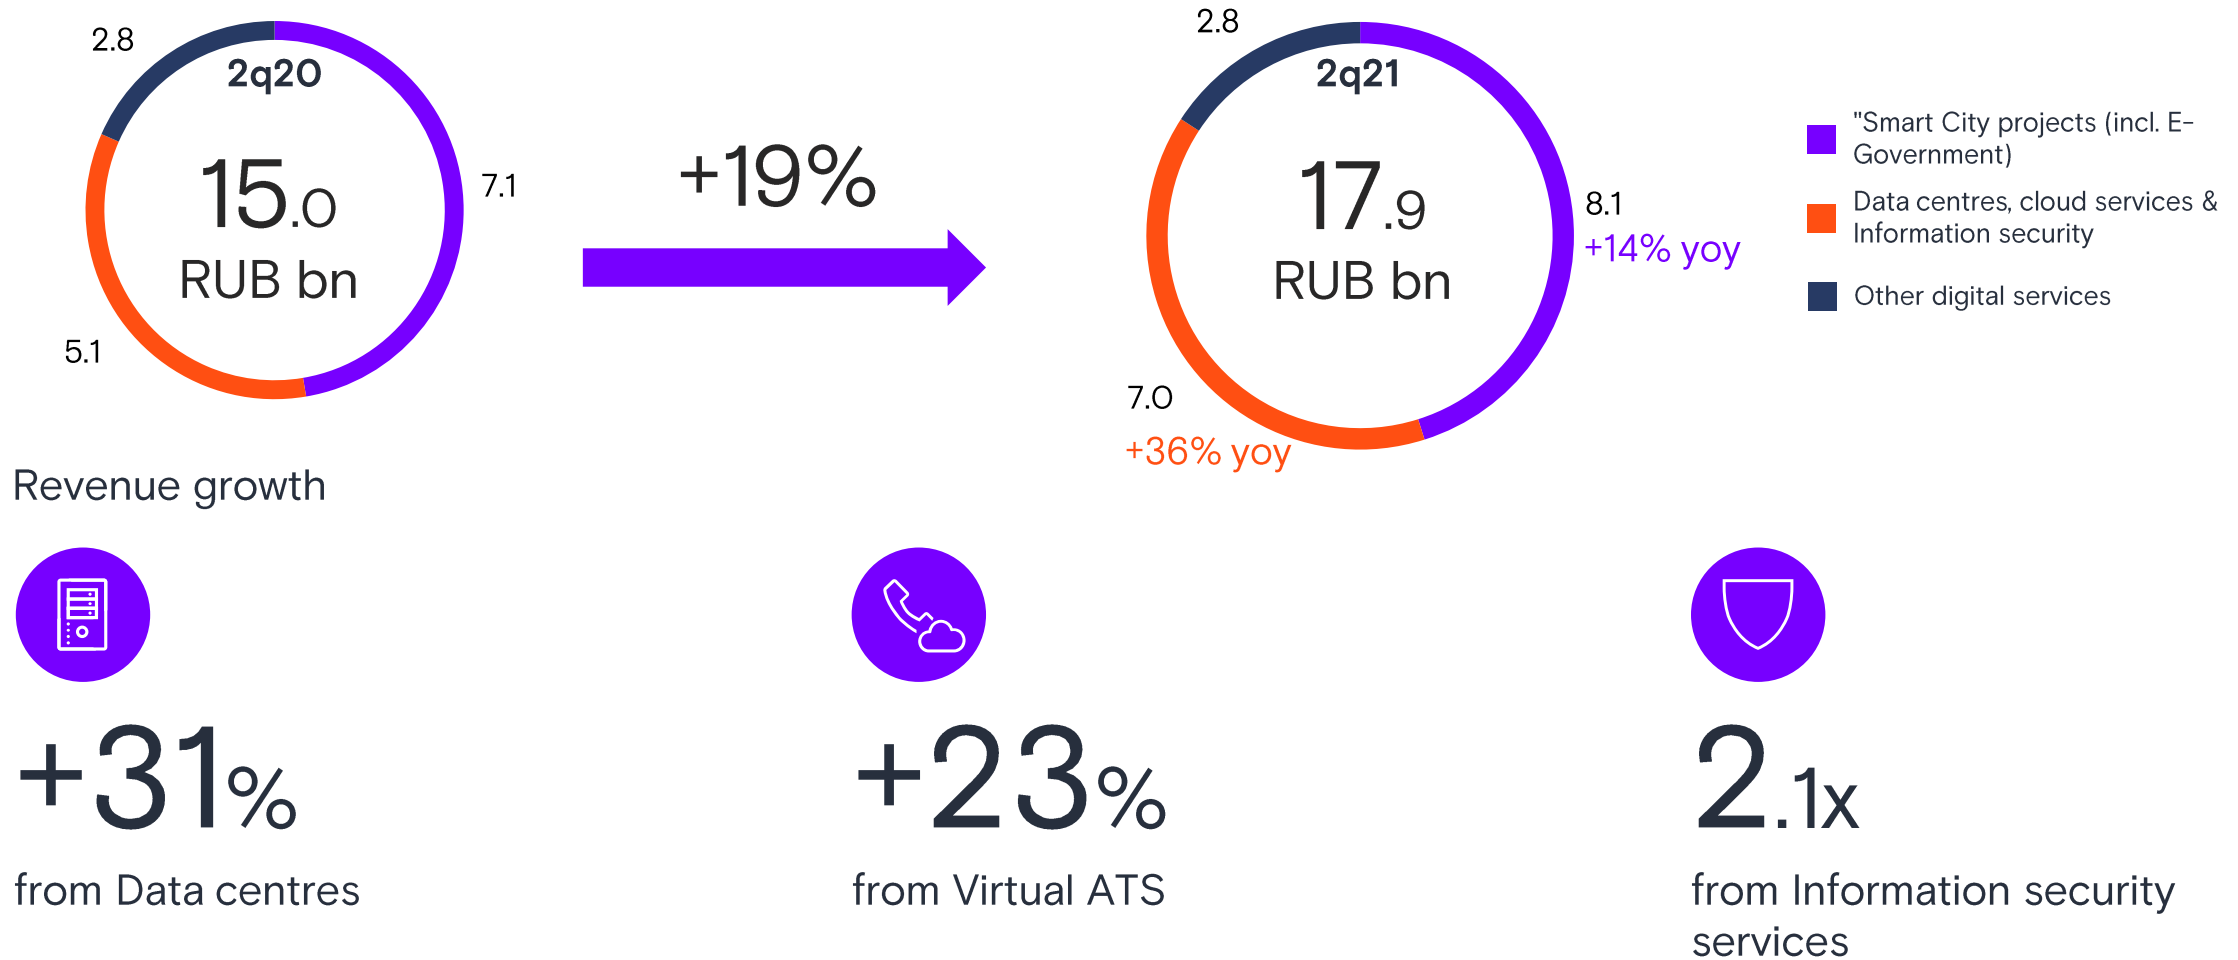 2.8
2q20
15.0
RUB bn
7.1
5.1
+19%
2.8
2q21
17.9
RUB bn
8.1
+14% yoy
7.0
+36% yoy
"Smart City projects (incl. E-
Government)
Data centres, cloud services &
Information security
Other digital services
Revenue growth
+31%
from Data centres
+23%
from Virtual ATS
2.1x
from Information security
services